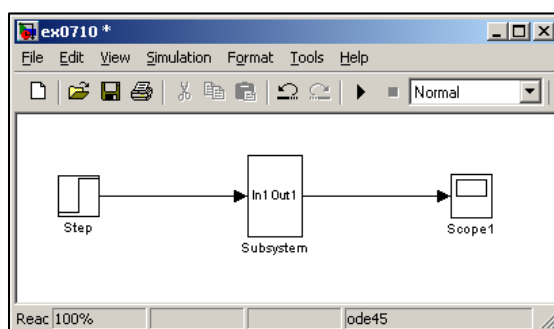 ex0710 *
File Edit View Simulation Format Tools Help
Normal
In1 Out1
Step
Subsystem
Scope1
Reac 100% ode45